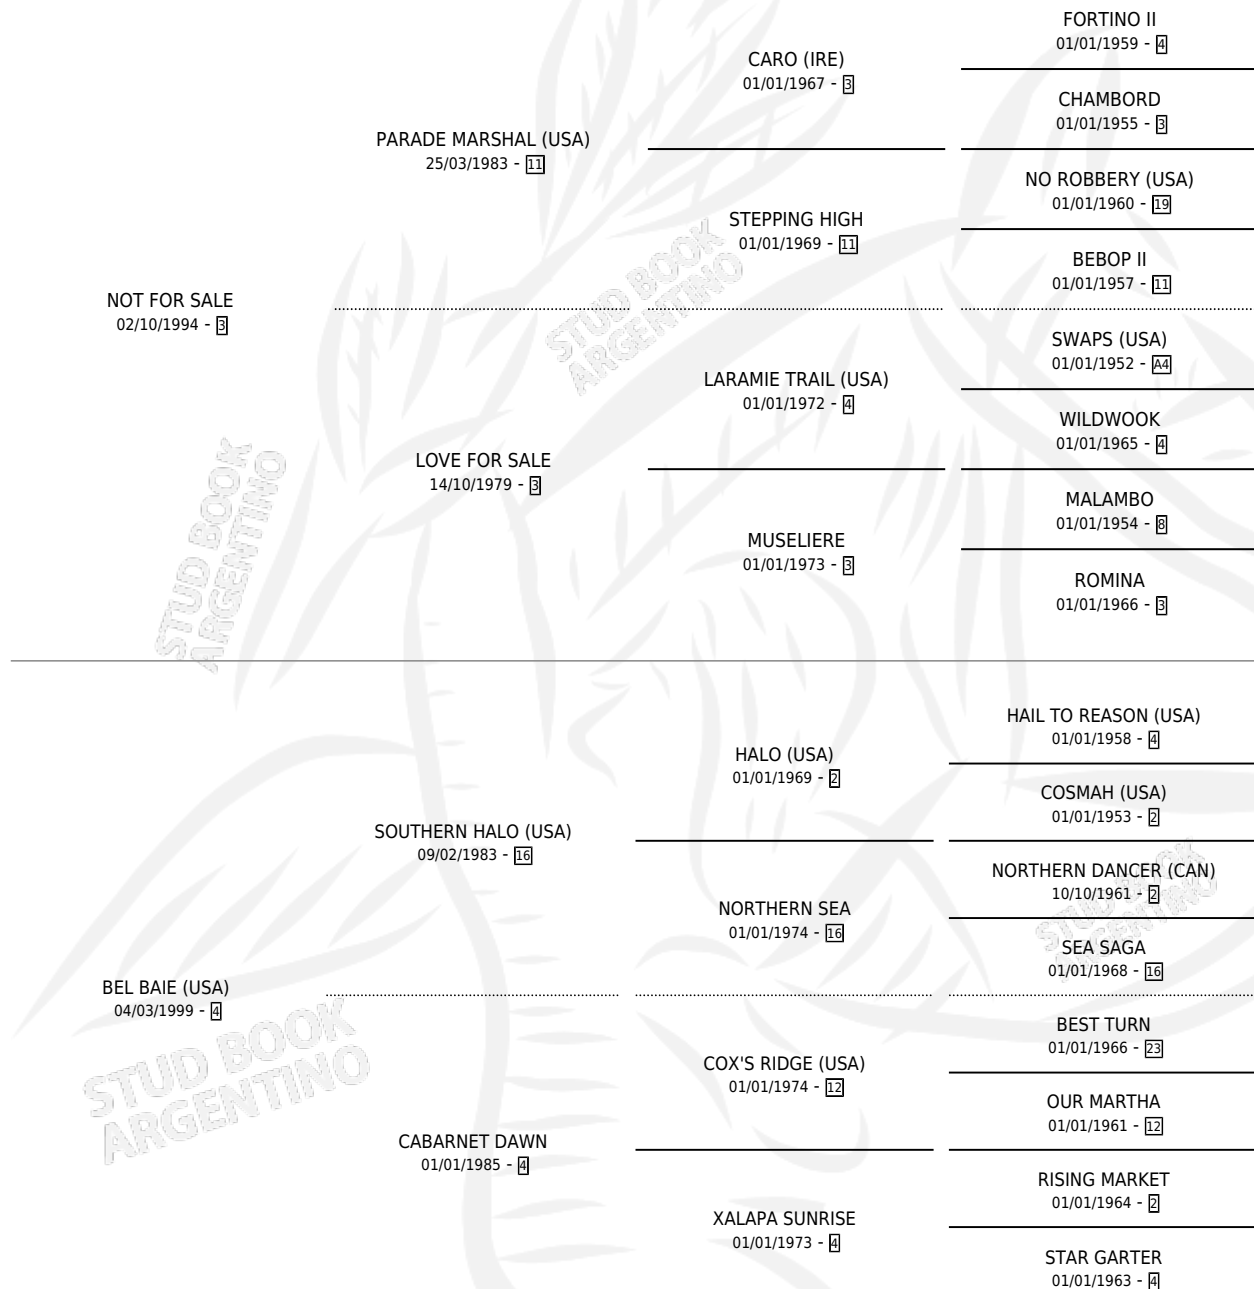 FORTINO II
01/01/1959 - 4
CARO (IRE)
01/01/1967 - 3
CHAMBORD
01/01/1955 - 3
PARADE MARSHAL (USA)
25/03/1983 - 11
NO ROBBERY (USA)
01/01/1960 - 19
STEPPING HIGH
01/01/1969 - 11
BEBOP II
01/01/1957 - 11
NOT FOR SALE
02/10/1994 - 3
STUD BOOK
ARGENTINO
SWAPS (USA)
01/01/1952 - A4
LARAMIE TRAIL (USA)
01/01/1972 - 4
WILDWOOK
01/01/1965 - 4
LOVE FOR SALE
14/10/1979 - 3
MALAMBO
01/01/1954 - 8
MUSELIERE
01/01/1973 - 3
ROMINA
01/01/1966 - 3
STUD BOOK
ARGENTINO
HAIL TO REASON (USA)
01/01/1958 - 4
HALO (USA)
01/01/1969 - 2
COSMAH (USA)
01/01/1953 - 2
SOUTHERN HALO (USA)
09/02/1983 - 16
NORTHERN DANCER (CAN)
10/10/1961 - 2
NORTHERN SEA
01/01/1974 - 16
STUD BOOK
ARGENTINO
SEA SAGA
01/01/1968 - 16
BEL BAIE (USA)
04/03/1999 - 4
BEST TURN
01/01/1966 - 23
COX'S RIDGE (USA)
01/01/1974 - 12
OUR MARTHA
01/01/1961 - 12
STUD BOOK
ARGENTINO
CABARNET DAWN
01/01/1985 - 4
RISING MARKET
01/01/1964 - 2
XALAPA SUNRISE
01/01/1973 - 4
STAR GARTER
01/01/1963 - 4